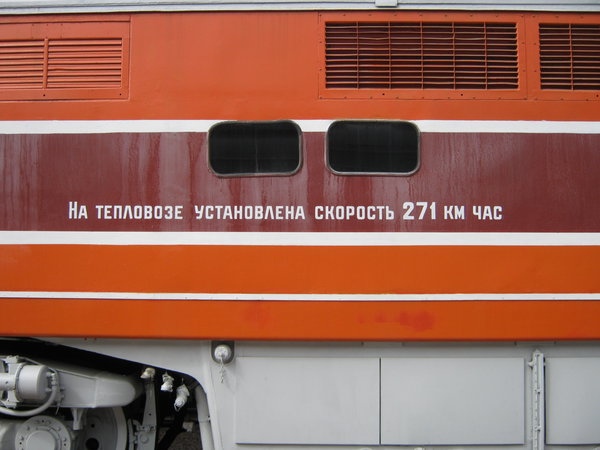 На тепловозе установлена скорость 271 км час